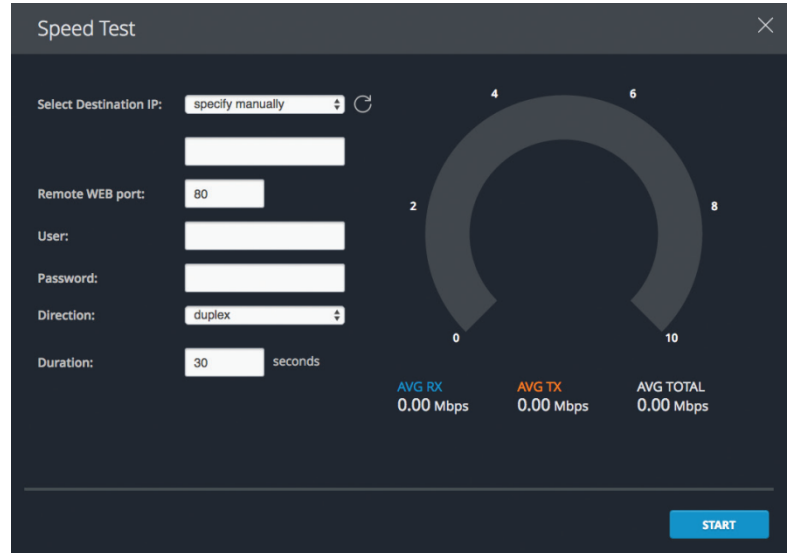 Speed Test
Select Destination IP:
specify manually
Remote WEB port:
80
User:
Password:
Direction:
duplex
Duration:
30
seconds
4
6
2
8
0
10
AVG RX
AVG TX
AVG TOTAL
0.00 Mbps
0.00 Mbps
0.00 Mbps
START